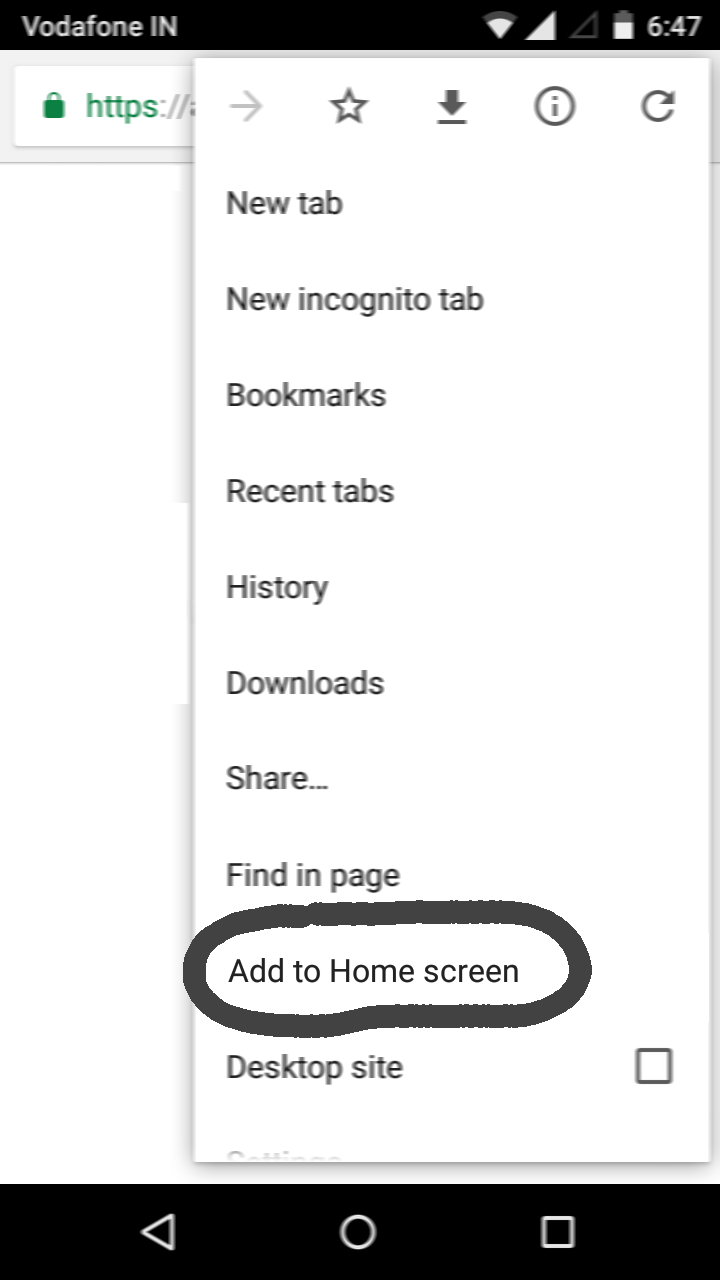 Vodafone IN 6:47
https://
New tab
New incognito tab
Bookmarks
Recent tabs
History
Downloads
Share...
Find in page
Add to Home screen
Desktop site
Settings